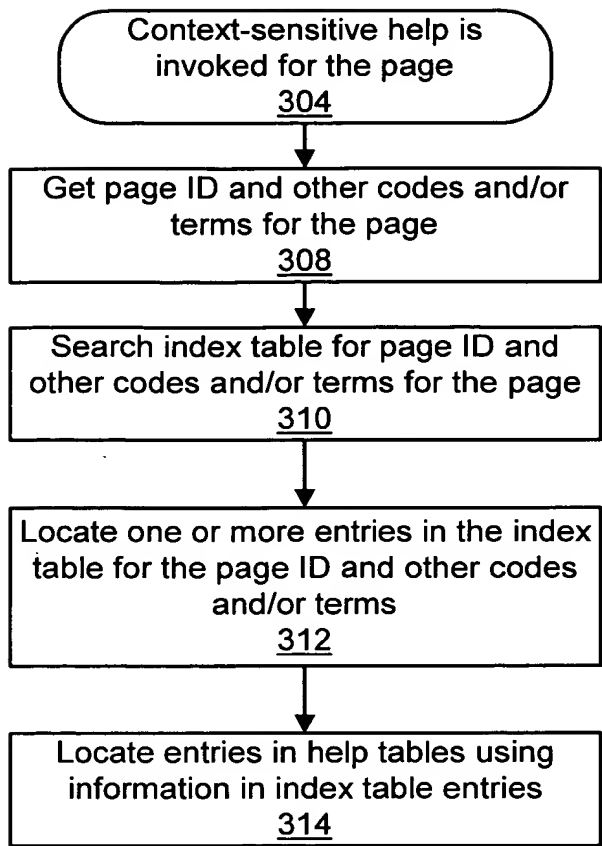 Context-sensitive help is
invoked for the page
304
Get page ID and other codes and/or
terms for the page
308
Search index table for page ID and
other codes and/or terms for the page
310
Locate one or more entries in the index
table for the page ID and other codes
and/or terms
312
Locate entries in help tables using
information in index table entries
314